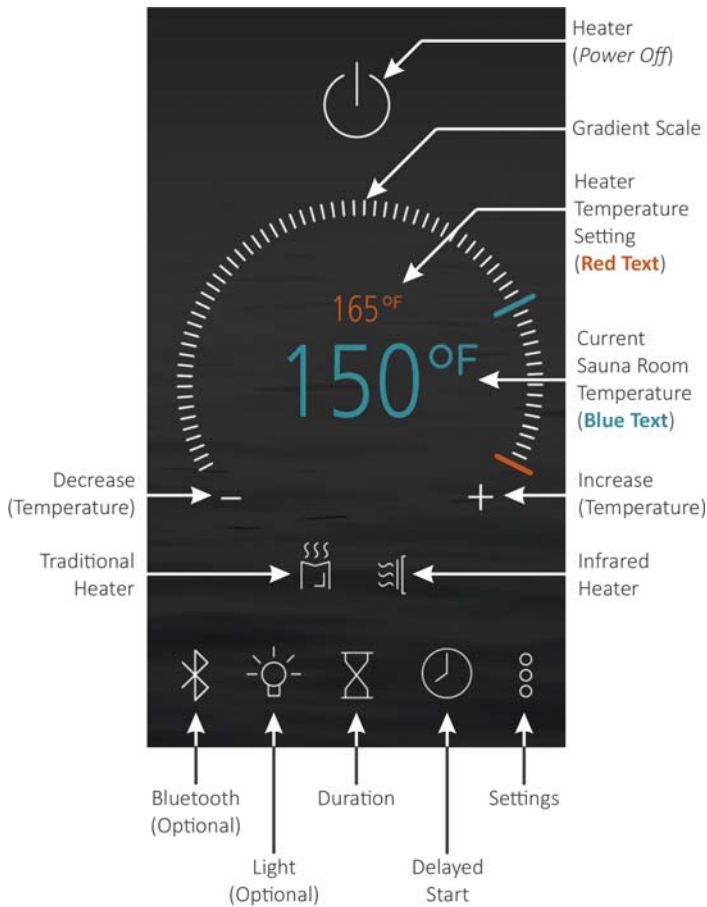 Heater
(Power Off)
Gradient Scale
Heater
Temperature
Setting
(Red Text)
165°F
150°F
Current
Sauna Room
Temperature
(Blue Text)
Decrease
(Temperature)
−
+
Increase
(Temperature)
Traditional
Heater
Infrared
Heater
Bluetooth
(Optional)
Duration
Settings
Light
(Optional)
Delayed
Start